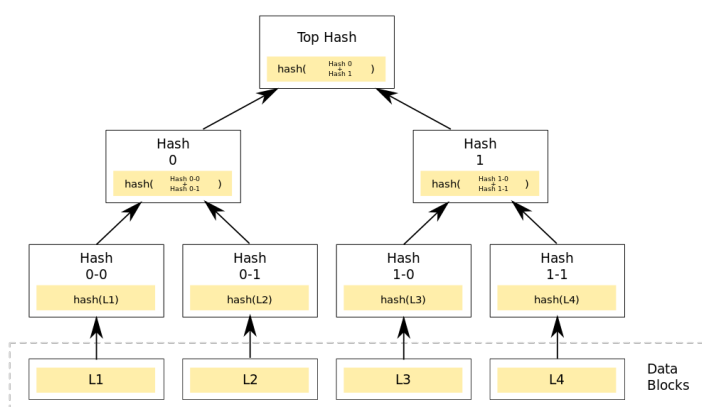 Top Hash
hash( Hash 0 + Hash 1 )
Hash
0
hash( Hash 0-0 + Hash 0-1 )
Hash
1
hash( Hash 1-0 + Hash 1-1 )
Hash
0-0
hash(L1)
Hash
0-1
hash(L2)
Hash
1-0
hash(L3)
Hash
1-1
hash(L4)
L1
L2
L3
L4
Data
Blocks